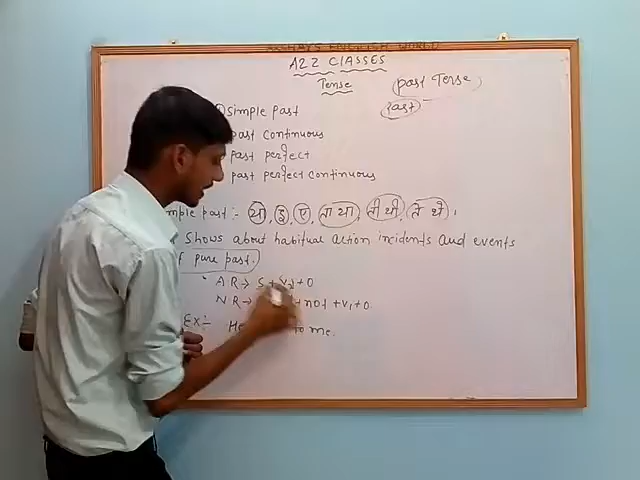 A2Z CLASSES
Tense (past Tense)
past
simple past
past continuous
past perfect
past perfect continuous
mple past :- या, इ, ए, ता था, ती थी, ते थे ।
Shows about habitual action incidents and events
f pure past.
A R→ S + V2 + O
N R→ + not + V1 + O.
Ex:- He to me.